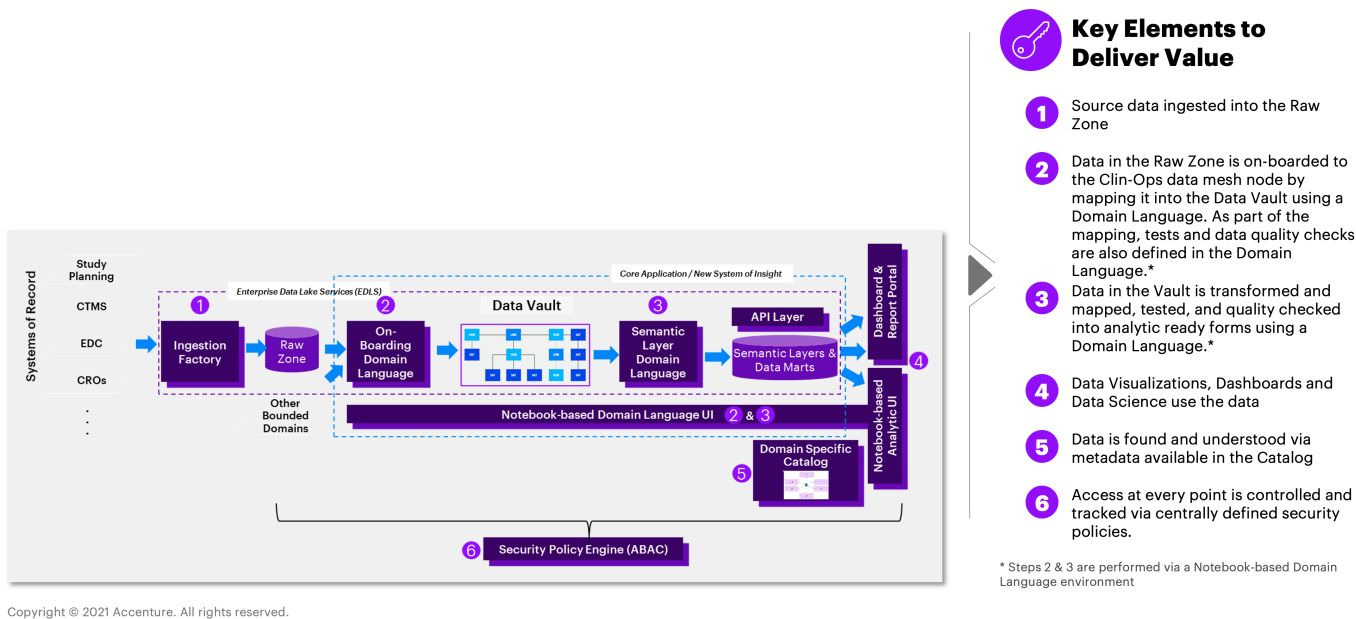 Key Elements to
Deliver Value
1
Source data ingested into the Raw
Zone
2
Data in the Raw Zone is on-boarded to
the Clin-Ops data mesh node by
mapping it into the Data Vault using a
Domain Language. As part of the
mapping, tests and data quality checks
are also defined in the Domain
Language.*
3
Data in the Vault is transformed and
mapped, tested, and quality checked
into analytic ready forms using a
Domain Language.*
4
Data Visualizations, Dashboards and
Data Science use the data
5
Data is found and understood via
metadata available in the Catalog
6
Access at every point is controlled and
tracked via centrally defined security
policies.
* Steps 2 & 3 are performed via a Notebook-based Domain
Language environment
Systems of Record
Study
Planning
CTMS
EDC
CROs
.
.
.
Enterprise Data Lake Services (EDLS)
Core Application / New System of Insight
1
Ingestion
Factory
Raw
Zone
Other
Bounded
Domains
2
On-
Boarding
Domain
Language
Data Vault
3
Semantic
Layer
Domain
Language
API Layer
Semantic Layers &
Data Marts
Dashboard &
Report Portal
4
Notebook-based
Analytic UI
Notebook-based Domain Language UI 2 & 3
5
Domain Specific
Catalog
6
Security Policy Engine (ABAC)
Copyright © 2021 Accenture. All rights reserved.